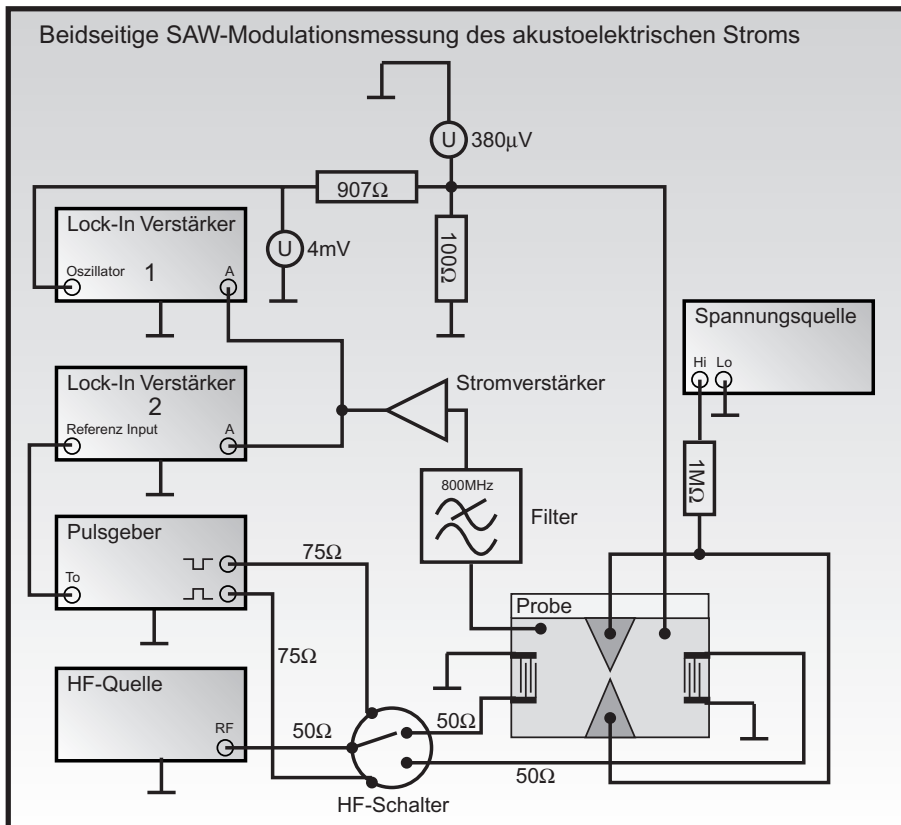 Beidseitige SAW-Modulationsmessung des akustoelektrischen Stroms
U
380μV
907Ω
Lock-In Verstärker
Oszillator
1
A
U
4mV
100Ω
Spannungsquelle
Hi
Lo
Lock-In Verstärker
2
Referenz Input
A
Stromverstärker
1MΩ
800MHz
Filter
Pulsgeber
To
75Ω
75Ω
Probe
HF-Quelle
RF
50Ω
50Ω
50Ω
HF-Schalter